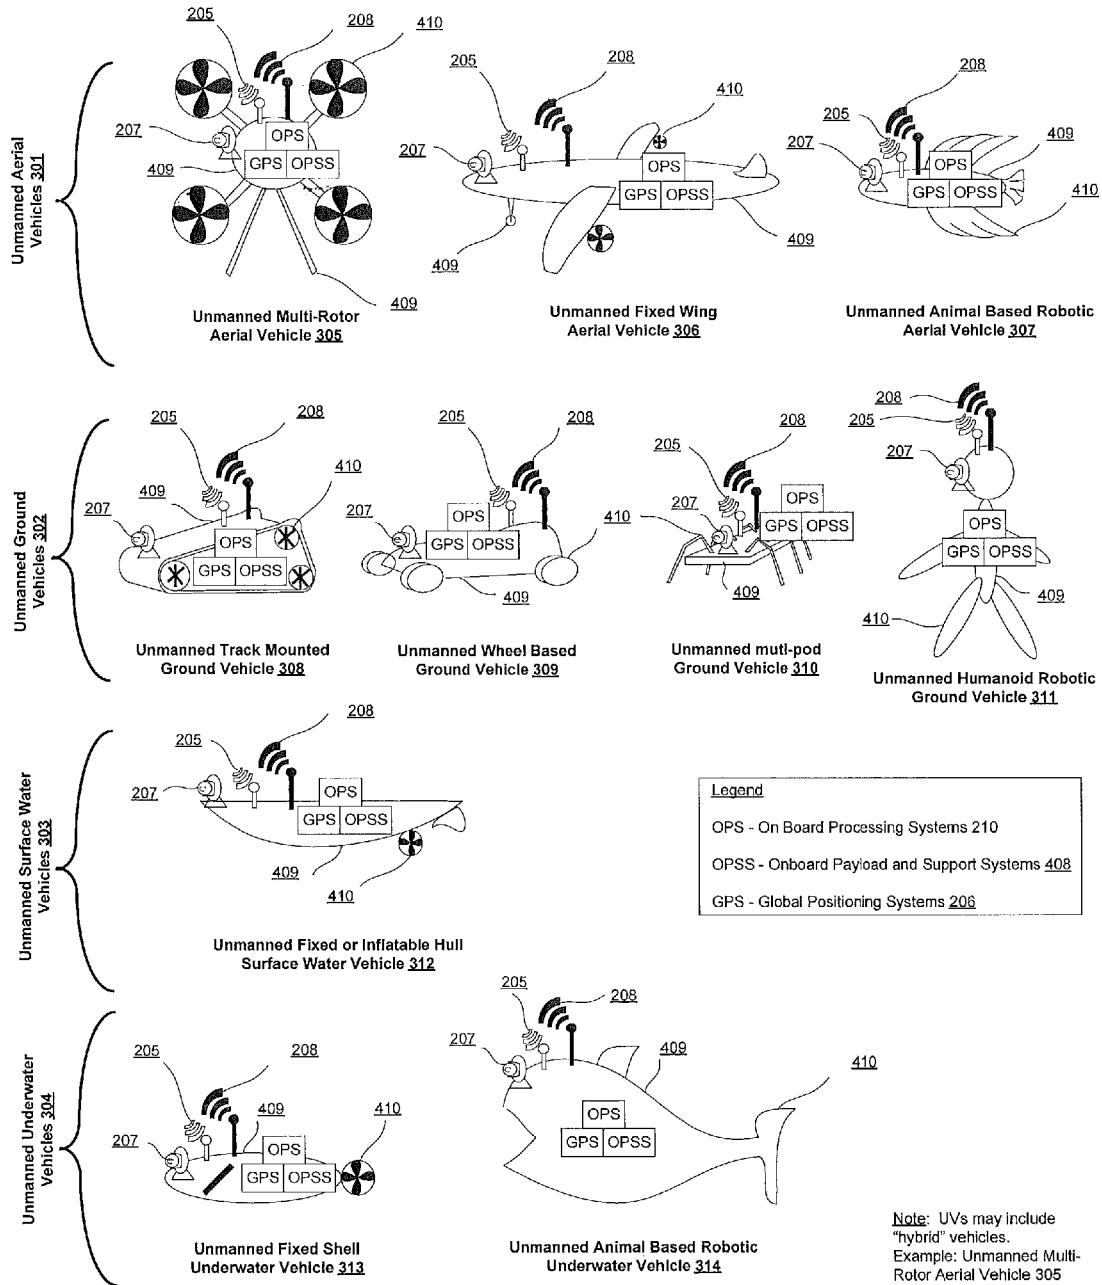 Unmanned Aerial
Vehicles 301
205
208
410
207
409
OPS
GPS OPSS
409
Unmanned Multi-Rotor
Aerial Vehicle 305
205
208
410
207
OPS
GPS OPSS
409
409
Unmanned Fixed Wing
Aerial Vehicle 306
208
205
409
207
OPS
GPS OPSS
410
Unmanned Animal Based Robotic
Aerial Vehicle 307
Unmanned Ground
Vehicles 302
205
208
410
409
207
OPS
GPS OPSS
Unmanned Track Mounted
Ground Vehicle 308
205
208
207
OPS
GPS OPSS
409
Unmanned Wheel Based
Ground Vehicle 309
208
205
207
410
OPS
GPS OPSS
409
Unmanned muti-pod
Ground Vehicle 310
208
205
207
OPS
GPS OPSS
409
410
Unmanned Humanoid Robotic
Ground Vehicle 311
Unmanned Surface Water
Vehicles 303
208
205
207
OPS
GPS OPSS
409
410
Unmanned Fixed or Inflatable Hull
Surface Water Vehicle 312
Legend
OPS - On Board Processing Systems 210
OPSS - Onboard Payload and Support Systems 408
GPS - Global Positioning Systems 206
Unmanned Underwater
Vehicles 304
205
208
409
410
207
OPS
GPS OPSS
Unmanned Fixed Shell
Underwater Vehicle 313
205
208
207
409
410
OPS
GPS OPSS
Unmanned Animal Based Robotic
Underwater Vehicle 314
Note: UVs may include
"hybrid" vehicles.
Example: Unmanned Multi-
Rotor Aerial Vehicle 305